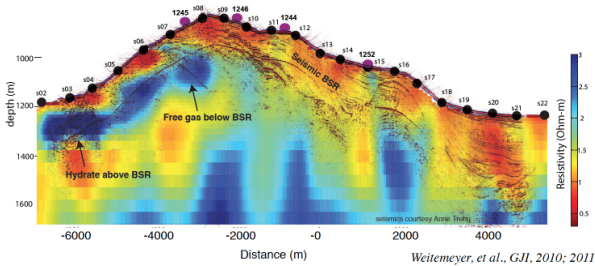 1245 1246 1244 1252
s02 s03 s04 s05 s06 s07 s08 s09 s10 s11 s12 s13 s14 s15 s16 s17 s18 s19 s20 s21 s22
depth (m)
1000
1200
1400
1600
Seismic BSR
Free gas below BSR
Hydrate above BSR
seismics courtesy Anne Trehu
-6000 -4000 -2000 -0 2000 4000
Distance (m)
3
2.5
2
1.5
1
0.5
0.3
Resistivity (Ohm-m)
Weitemeyer, et al., GJI, 2010; 2011